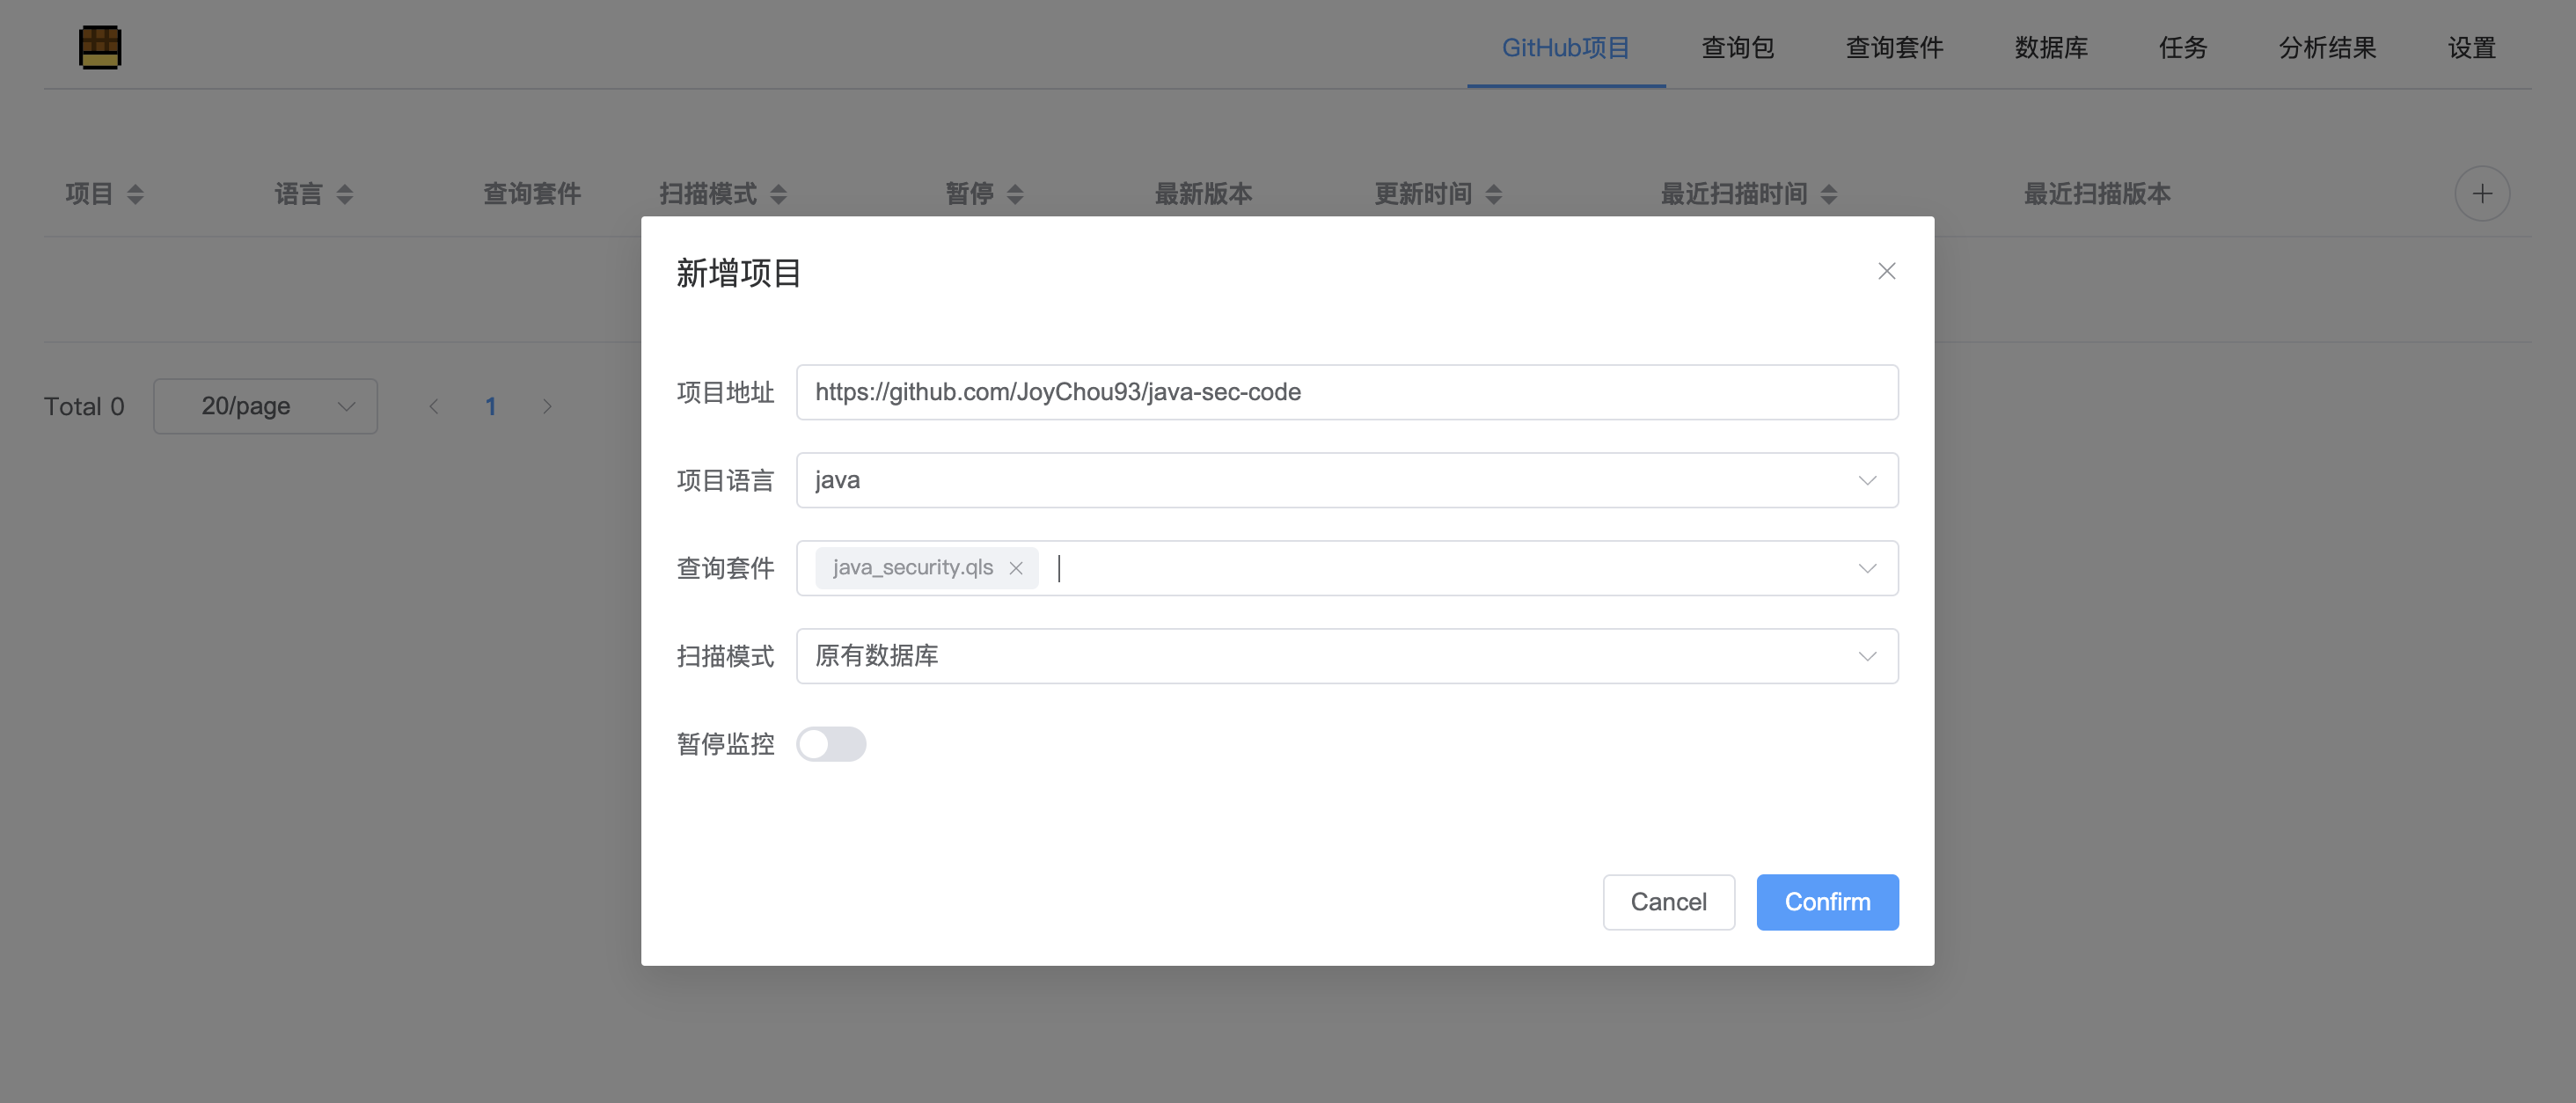 GitHub项目 查询包 查询套件 数据库 任务 分析结果 设置
项目 语言 查询套件 扫描模式 暂停 最新版本 更新时间 最近扫描时间 最近扫描版本
新增项目
项目地址 https://github.com/JoyChou93/java-sec-code
Total 0 20/page 1
项目语言 java
查询套件 java_security.qls
扫描模式 原有数据库
暂停监控
Cancel Confirm